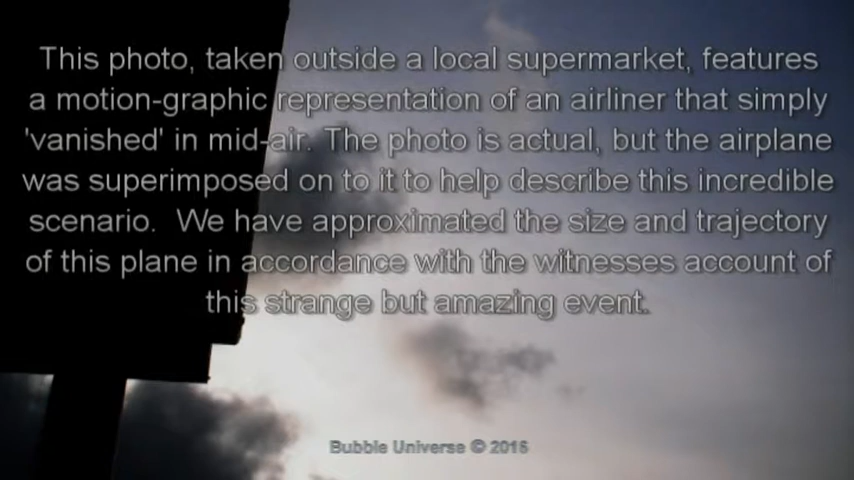 This photo, taken outside a local supermarket, features
a motion-graphic representation of an airliner that simply
'vanished' in mid-air. The photo is actual, but the airplane
was superimposed on to it to help describe this incredible
scenario. We have approximated the size and trajectory
of this plane in accordance with the witnesses account of
this strange but amazing event.
Bubble Universe © 2016